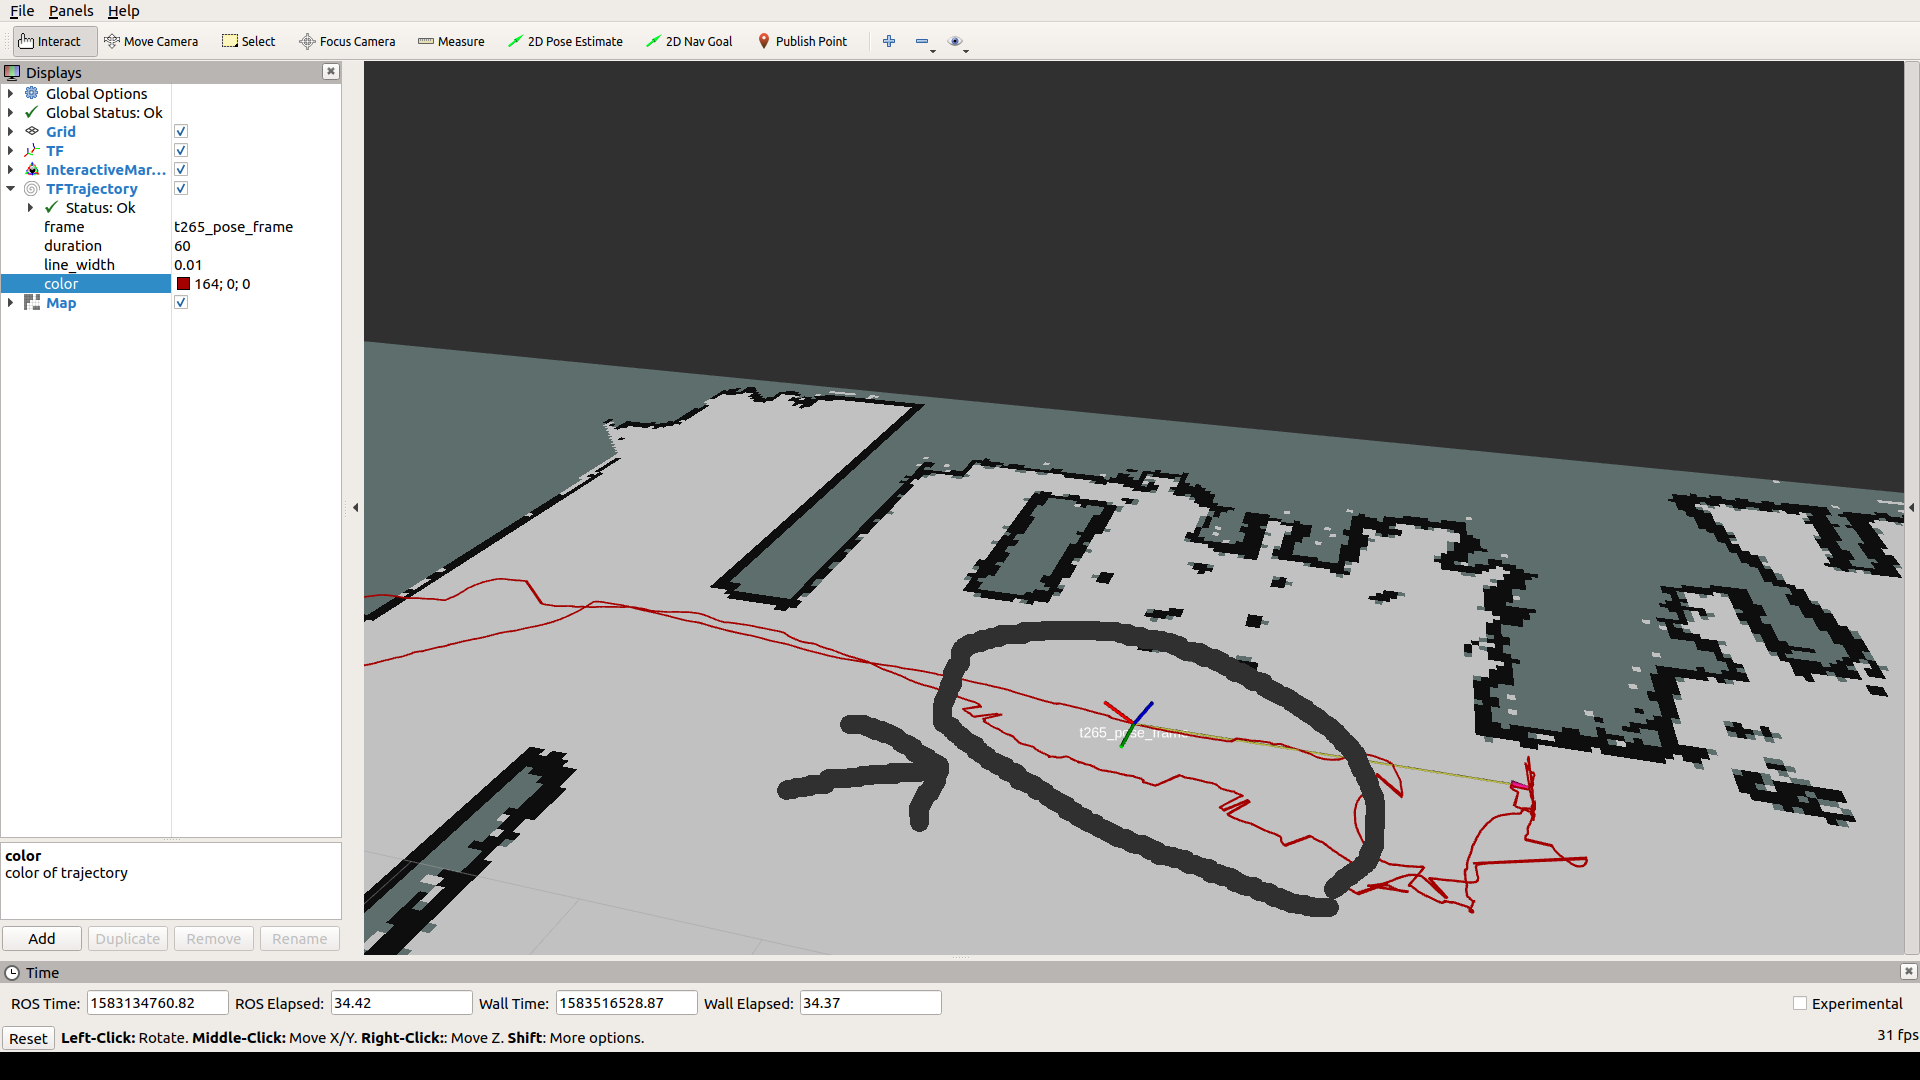 File Panels Help
Interact Move Camera Select Focus Camera Measure 2D Pose Estimate 2D Nav Goal Publish Point
Displays
Global Options
Global Status: Ok
Grid
TF
InteractiveMar...
TFTrajectory
Status: Ok
frame t265_pose_frame
duration 60
line_width 0.01
color 164; 0; 0
Map
t265_pose_frame
color
color of trajectory
Add Duplicate Remove Rename
Time
ROS Time: 1583134760.82 ROS Elapsed: 34.42 Wall Time: 1583516528.87 Wall Elapsed: 34.37 Experimental
Reset Left-Click: Rotate. Middle-Click: Move X/Y. Right-Click:: Move Z. Shift: More options. 31 fps